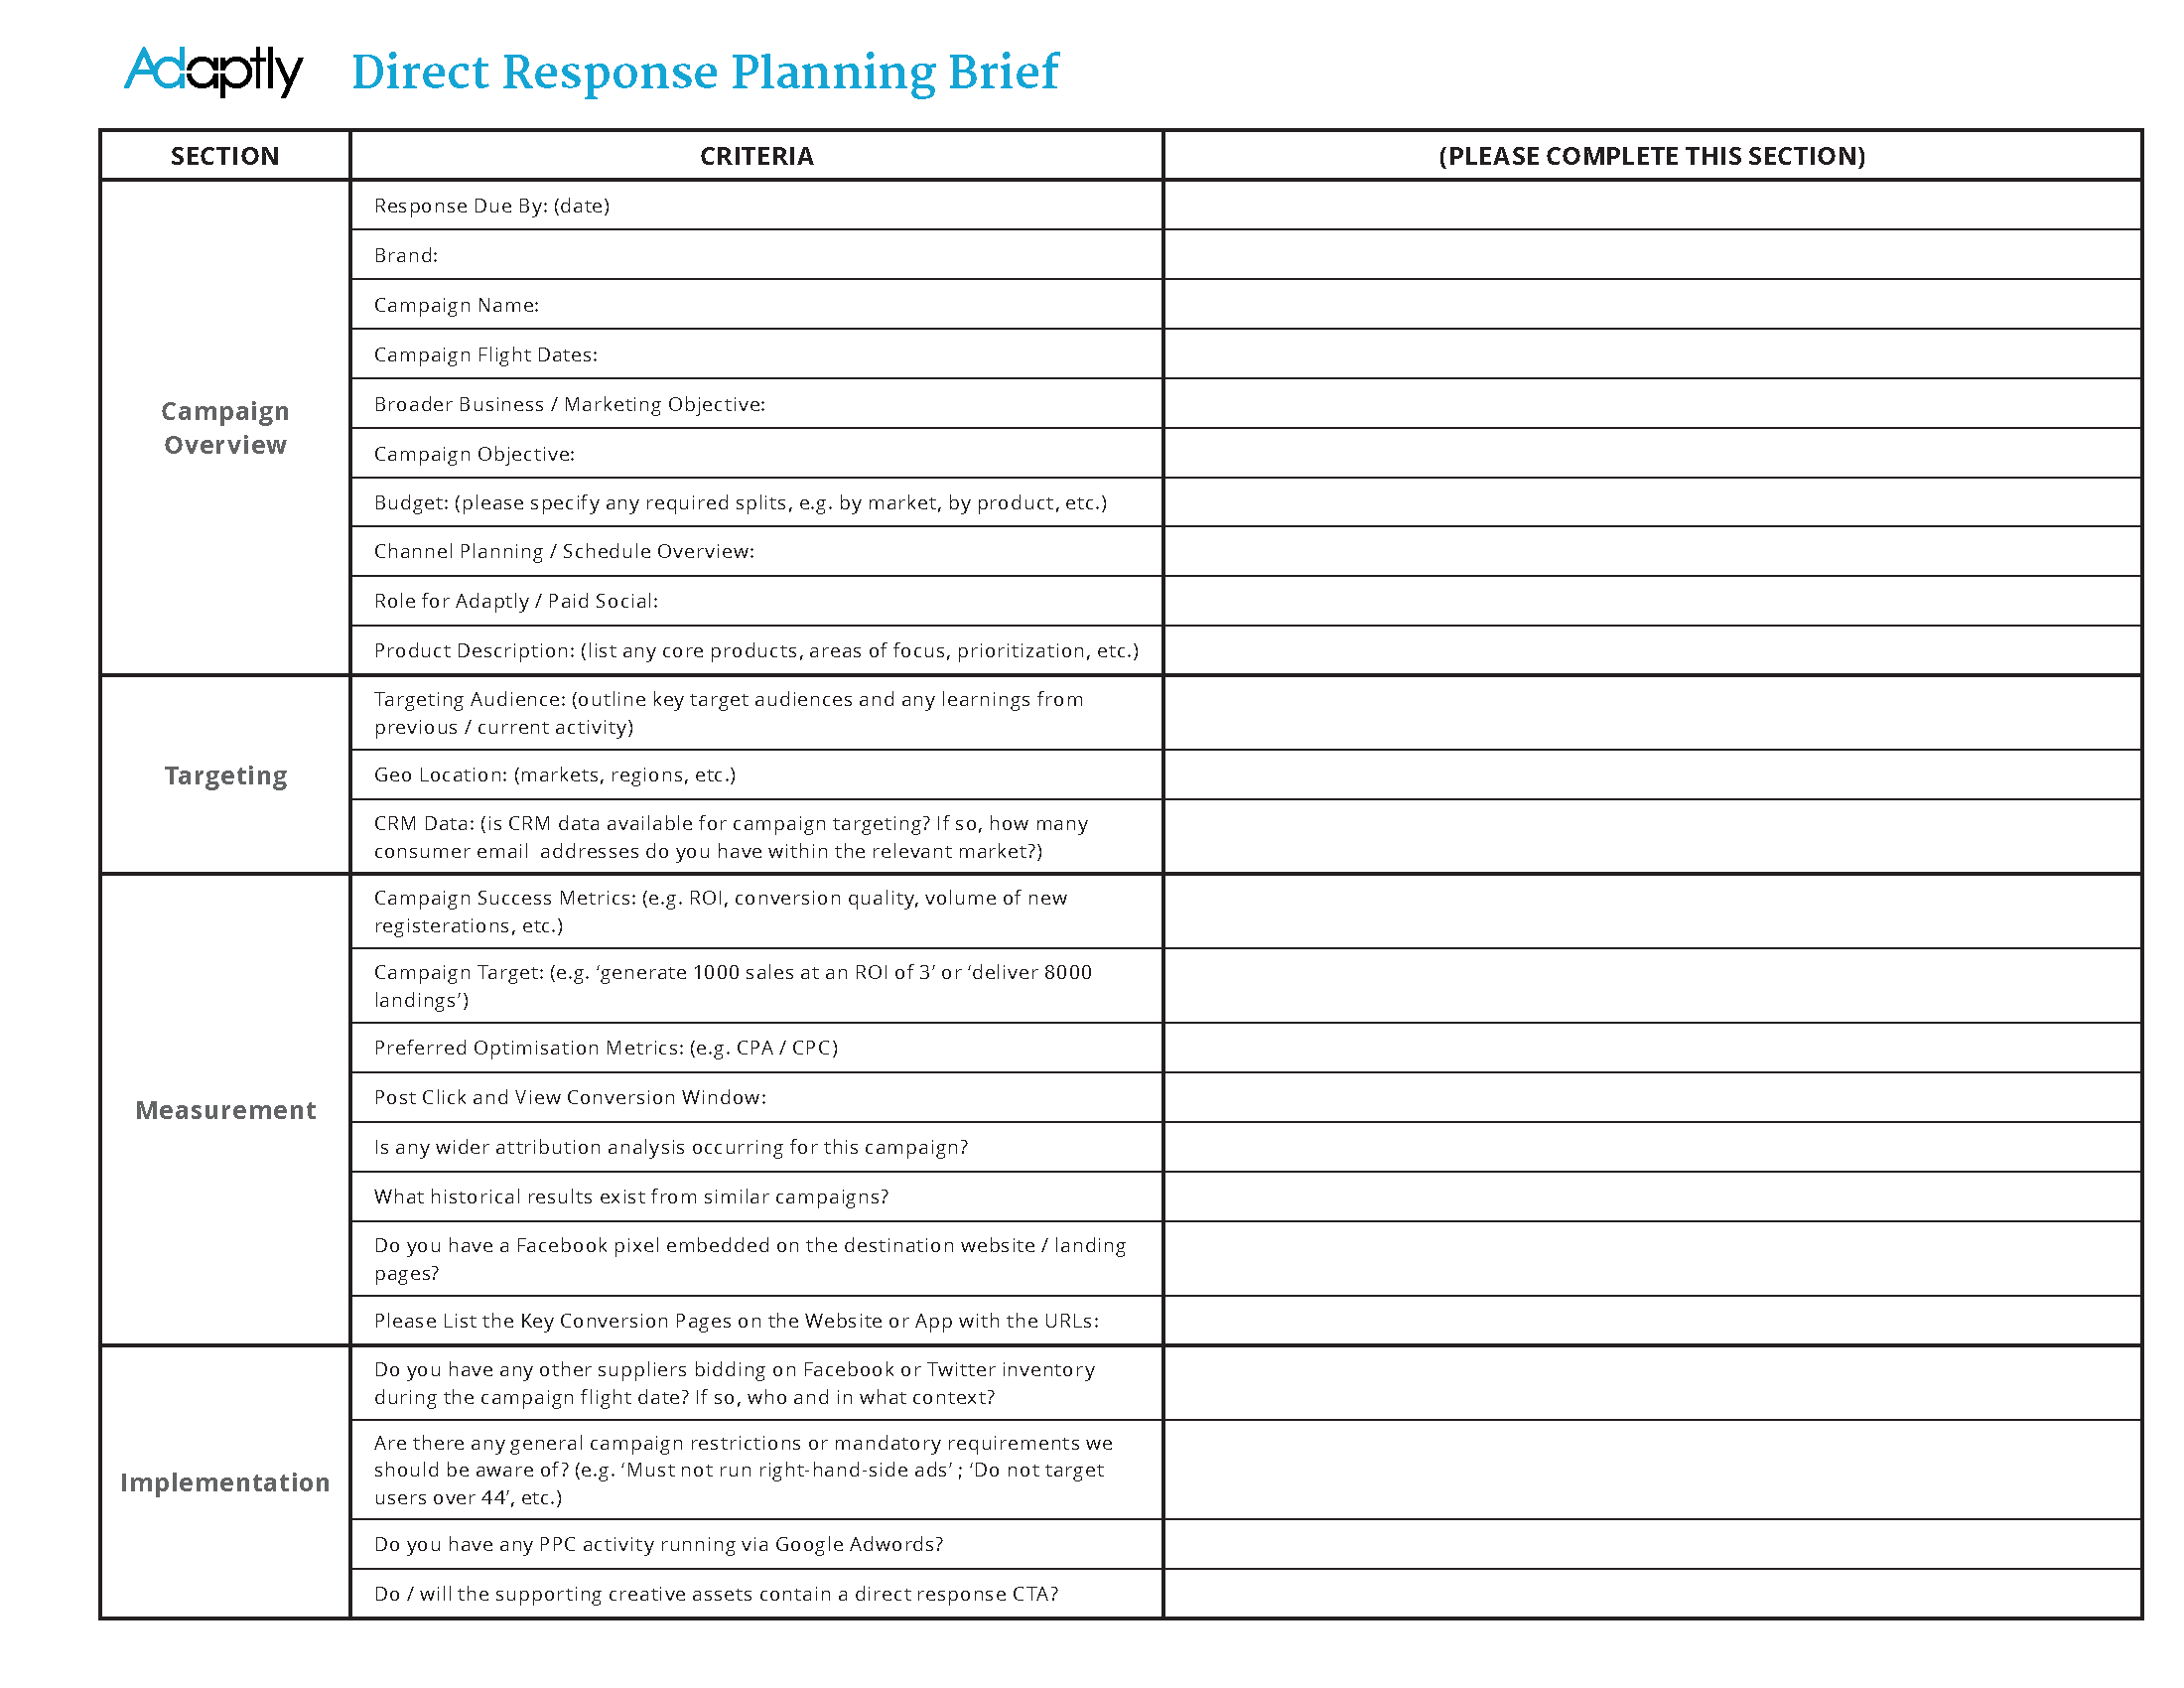 Adaptly Direct Response Planning Brief
SECTION CRITERIA (PLEASE COMPLETE THIS SECTION)
Campaign
Overview
Response Due By: (date)
Brand:
Campaign Name:
Campaign Flight Dates:
Broader Business / Marketing Objective:
Campaign Objective:
Budget: (please specify any required splits, e.g. by market, by product, etc.)
Channel Planning / Schedule Overview:
Role for Adaptly / Paid Social:
Product Description: (list any core products, areas of focus, prioritization, etc.)
Targeting
Targeting Audience: (outline key target audiences and any learnings from
previous / current activity)
Geo Location: (markets, regions, etc.)
CRM Data: (is CRM data available for campaign targeting? If so, how many
consumer email addresses do you have within the relevant market?)
Measurement
Campaign Success Metrics: (e.g. ROI, conversion quality, volume of new
registerations, etc.)
Campaign Target: (e.g. ‘generate 1000 sales at an ROI of 3’ or ‘deliver 8000
landings’)
Preferred Optimisation Metrics: (e.g. CPA / CPC)
Post Click and View Conversion Window:
Is any wider attribution analysis occurring for this campaign?
What historical results exist from similar campaigns?
Do you have a Facebook pixel embedded on the destination website / landing
pages?
Please List the Key Conversion Pages on the Website or App with the URLs:
Implementation
Do you have any other suppliers bidding on Facebook or Twitter inventory
during the campaign flight date? If so, who and in what context?
Are there any general campaign restrictions or mandatory requirements we
should be aware of? (e.g. ‘Must not run right-hand-side ads’ ; ‘Do not target
users over 44’, etc.)
Do you have any PPC activity running via Google Adwords?
Do / will the supporting creative assets contain a direct response CTA?